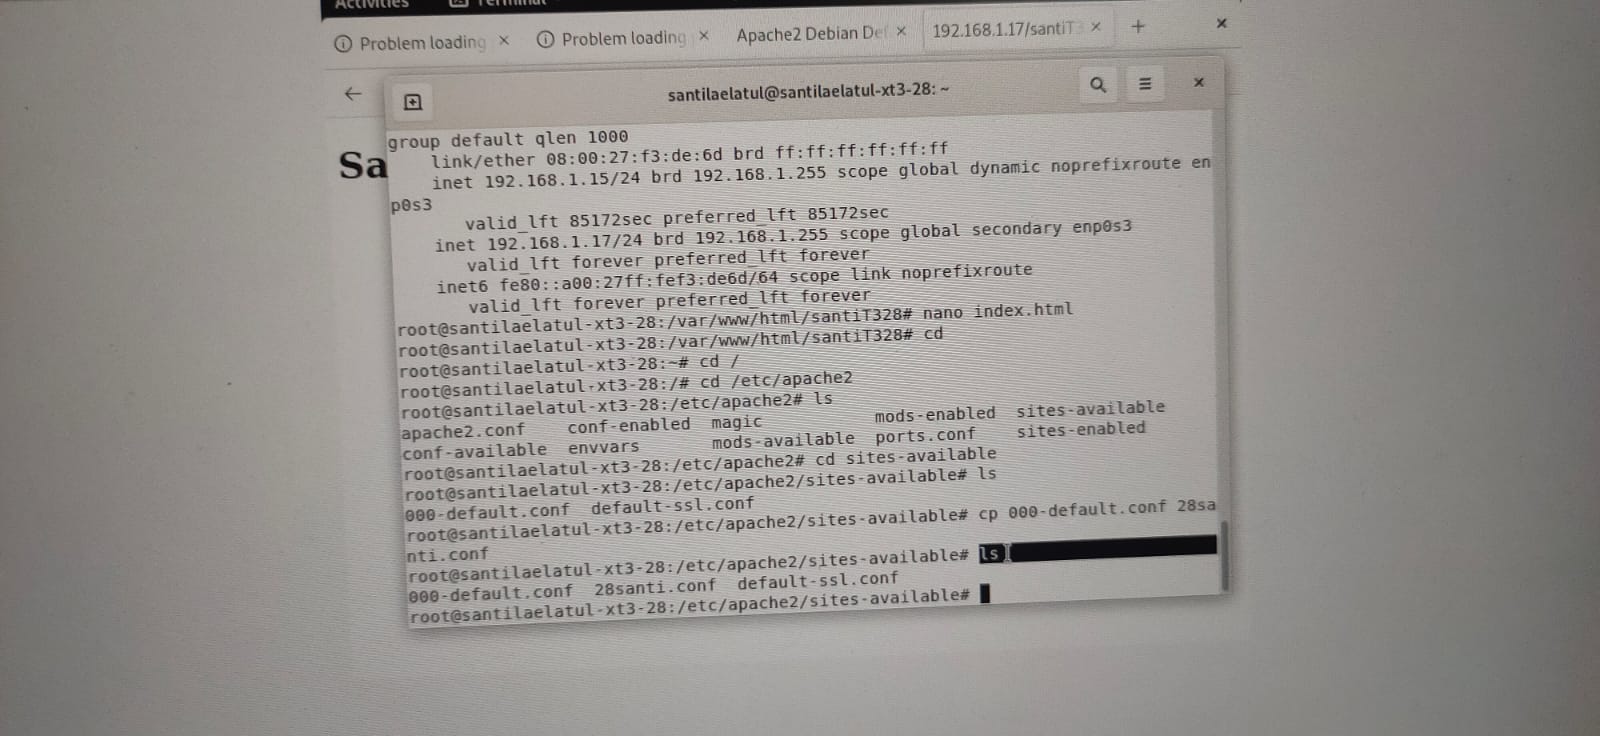 Activities Terminal
Problem loading × Problem loading × Apache2 Debian De × 192.168.1.17/santiT3 × + ×
santilaelatul@santilaelatul-xt3-28: ~
Sa
group default qlen 1000
link/ether 08:00:27:f3:de:6d brd ff:ff:ff:ff:ff:ff
inet 192.168.1.15/24 brd 192.168.1.255 scope global dynamic noprefixroute en
p0s3
valid_lft 85172sec preferred_lft 85172sec
inet 192.168.1.17/24 brd 192.168.1.255 scope global secondary enp0s3
valid_lft forever preferred_lft forever
inet6 fe80::a00:27ff:fef3:de6d/64 scope link noprefixroute
valid_lft forever preferred_lft forever
root@santilaelatul-xt3-28:/var/www/html/santiT328# nano index.html
root@santilaelatul-xt3-28:/var/www/html/santiT328# cd
root@santilaelatul-xt3-28:~# cd /
root@santilaelatul-xt3-28:/# cd /etc/apache2
root@santilaelatul-xt3-28:/etc/apache2# ls
apache2.conf conf-enabled magic mods-enabled sites-available
conf-available envvars mods-available ports.conf sites-enabled
root@santilaelatul-xt3-28:/etc/apache2# cd sites-available
root@santilaelatul-xt3-28:/etc/apache2/sites-available# ls
000-default.conf default-ssl.conf
root@santilaelatul-xt3-28:/etc/apache2/sites-available# cp 000-default.conf 28sa
nti.conf
root@santilaelatul-xt3-28:/etc/apache2/sites-available# ls
000-default.conf 28santi.conf default-ssl.conf
root@santilaelatul-xt3-28:/etc/apache2/sites-available#